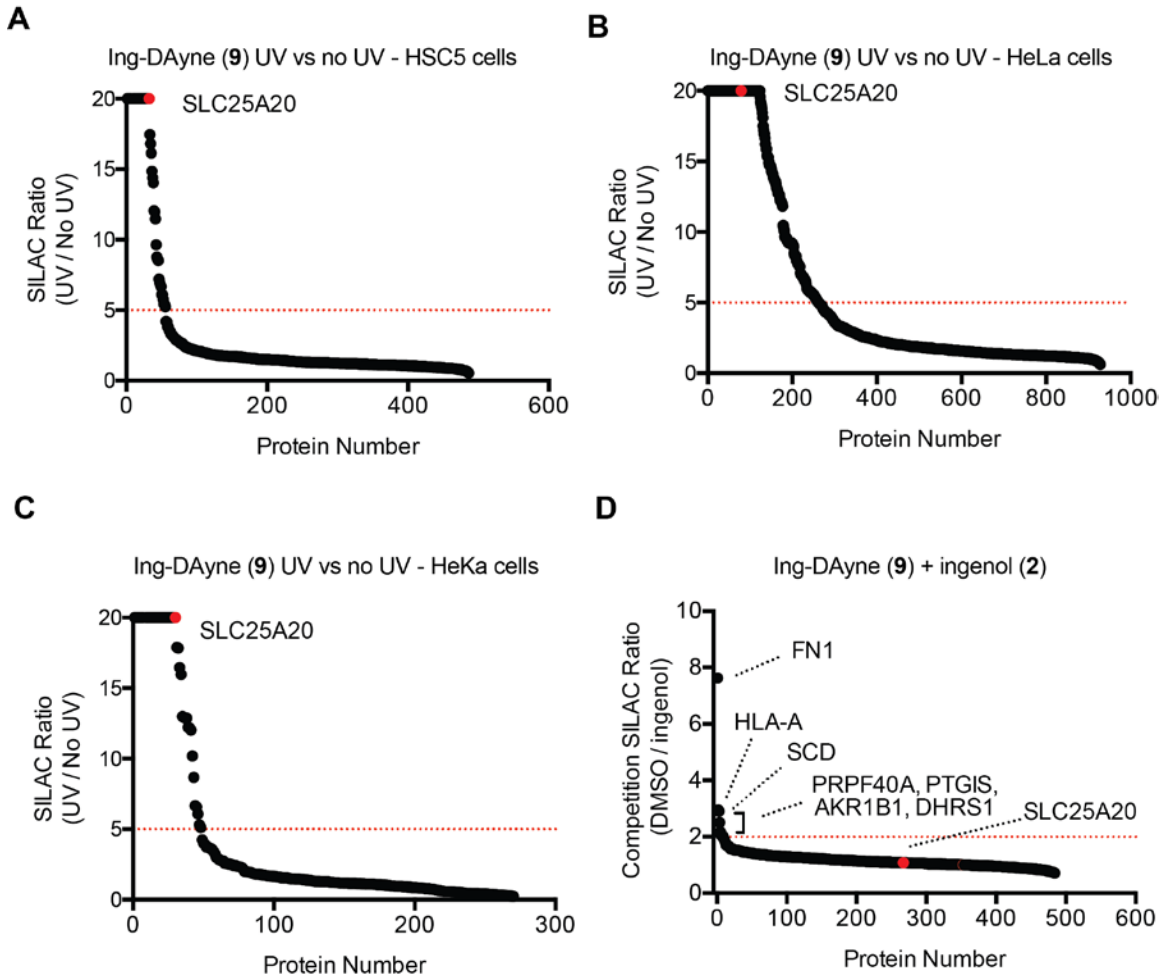 A
Ing-DAyne (9) UV vs no UV - HSC5 cells
SLC25A20
SILAC Ratio
(UV / No UV)
20
15
10
5
0
0 200 400 600
Protein Number
B
Ing-DAyne (9) UV vs no UV - HeLa cells
SLC25A20
SILAC Ratio
(UV / No UV)
20
15
10
5
0
0 200 400 600 800 1000
Protein Number
C
Ing-DAyne (9) UV vs no UV - HeKa cells
SLC25A20
SILAC Ratio
(UV / No UV)
20
15
10
5
0
0 100 200 300
Protein Number
D
Ing-DAyne (9) + ingenol (2)
Competition SILAC Ratio
(DMSO / ingenol)
10
8
6
4
2
0
FN1
HLA-A
SCD
PRPF40A, PTGIS,
AKR1B1, DHRS1
SLC25A20
0 100 200 300 400 500 600
Protein Number